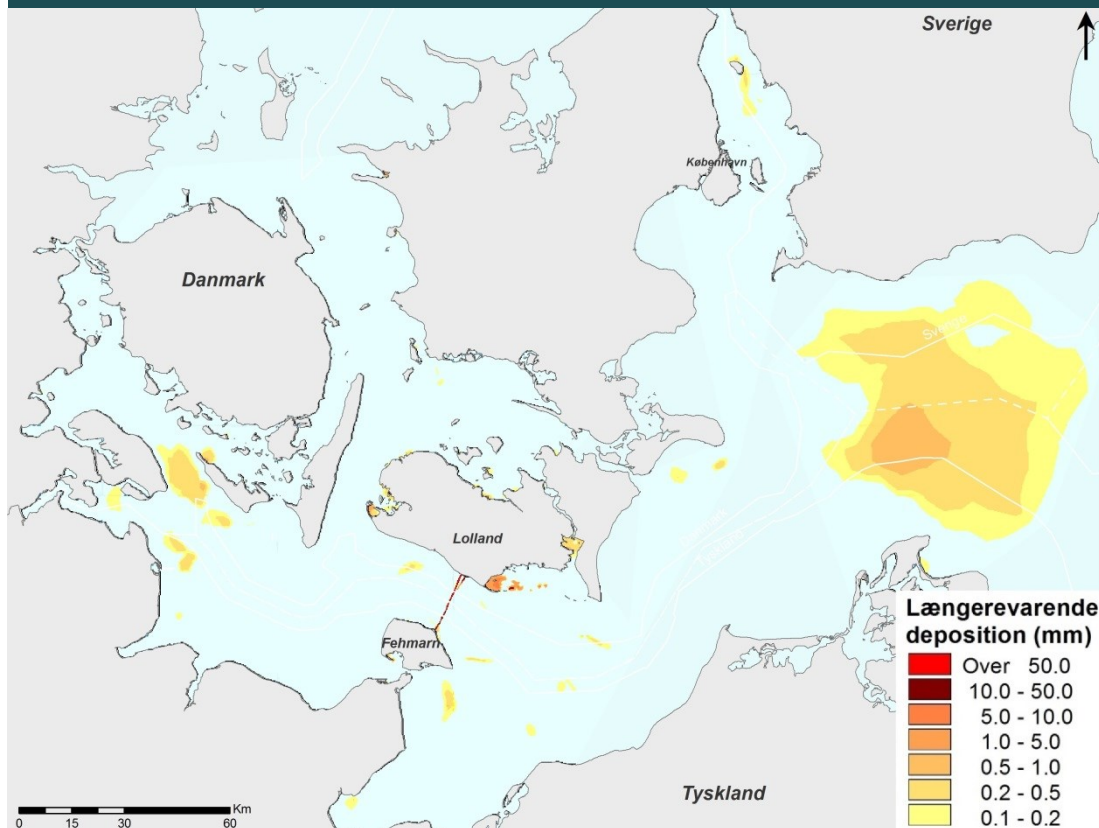 Sverige
København
Danmark
Sverige
Lolland
Tyskland
Fehmarn
Tyskland
Længerevarende
deposition (mm)
Over 50.0
10.0 - 50.0
5.0 - 10.0
1.0 - 5.0
0.5 - 1.0
0.2 - 0.5
0.1 - 0.2
Km
0 15 30 60